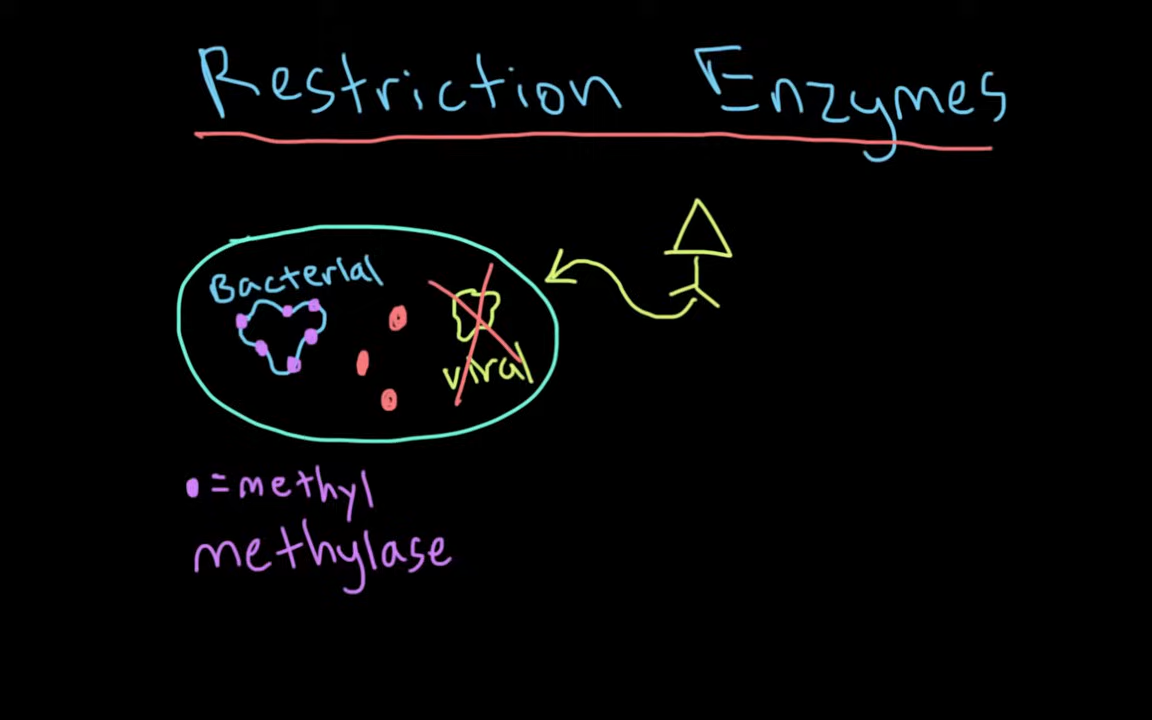 Restriction Enzymes
Bacterial
viral
= methyl
methylase